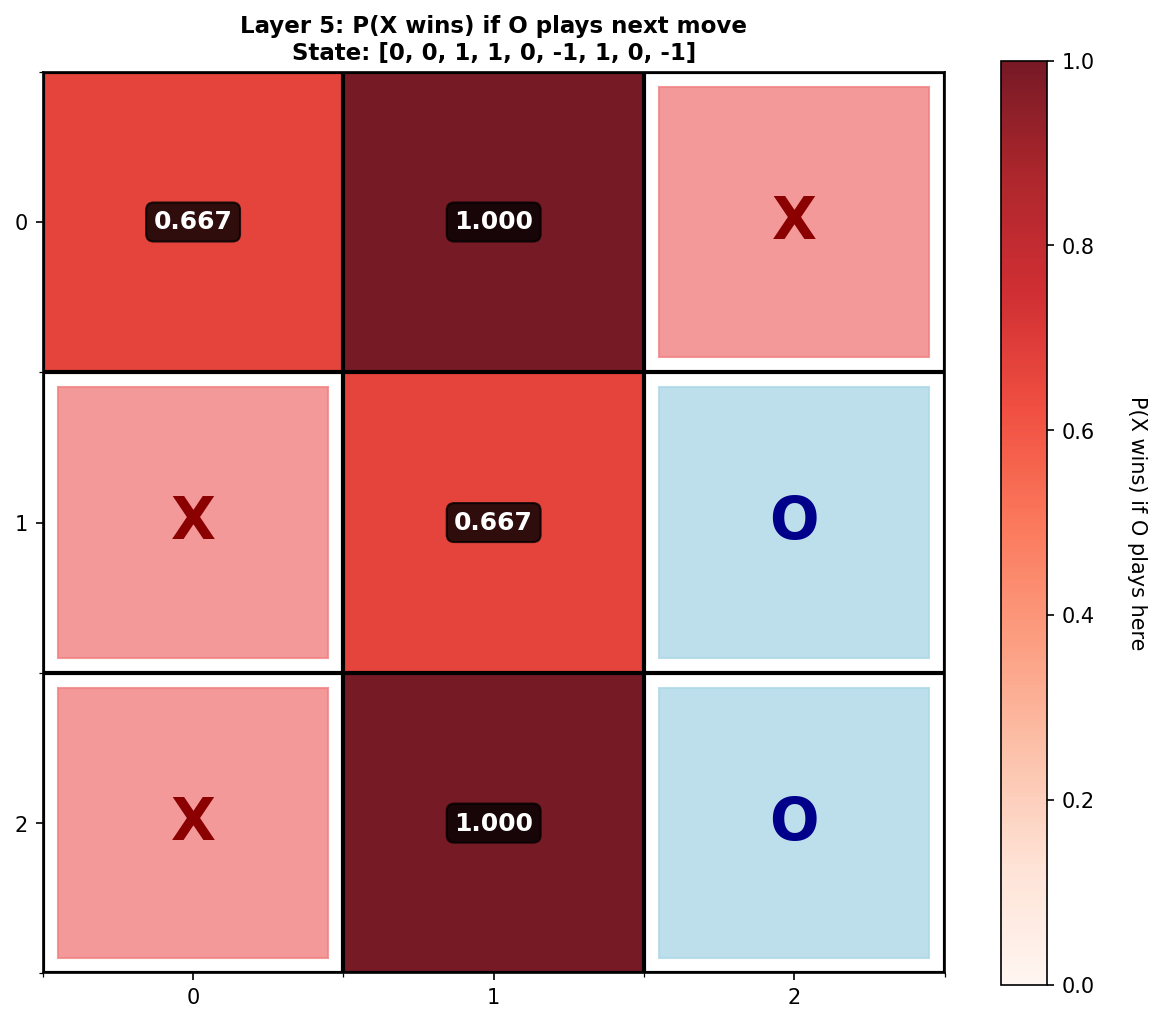 Layer 5: P(X wins) if O plays next move
State: [0, 0, 1, 1, 0, -1, 1, 0, -1]
0
0.667
1.000
X
1
X
0.667
O
2
X
1.000
O
0
1
2
1.0
0.8
0.6
0.4
0.2
0.0
P(X wins) if O plays here